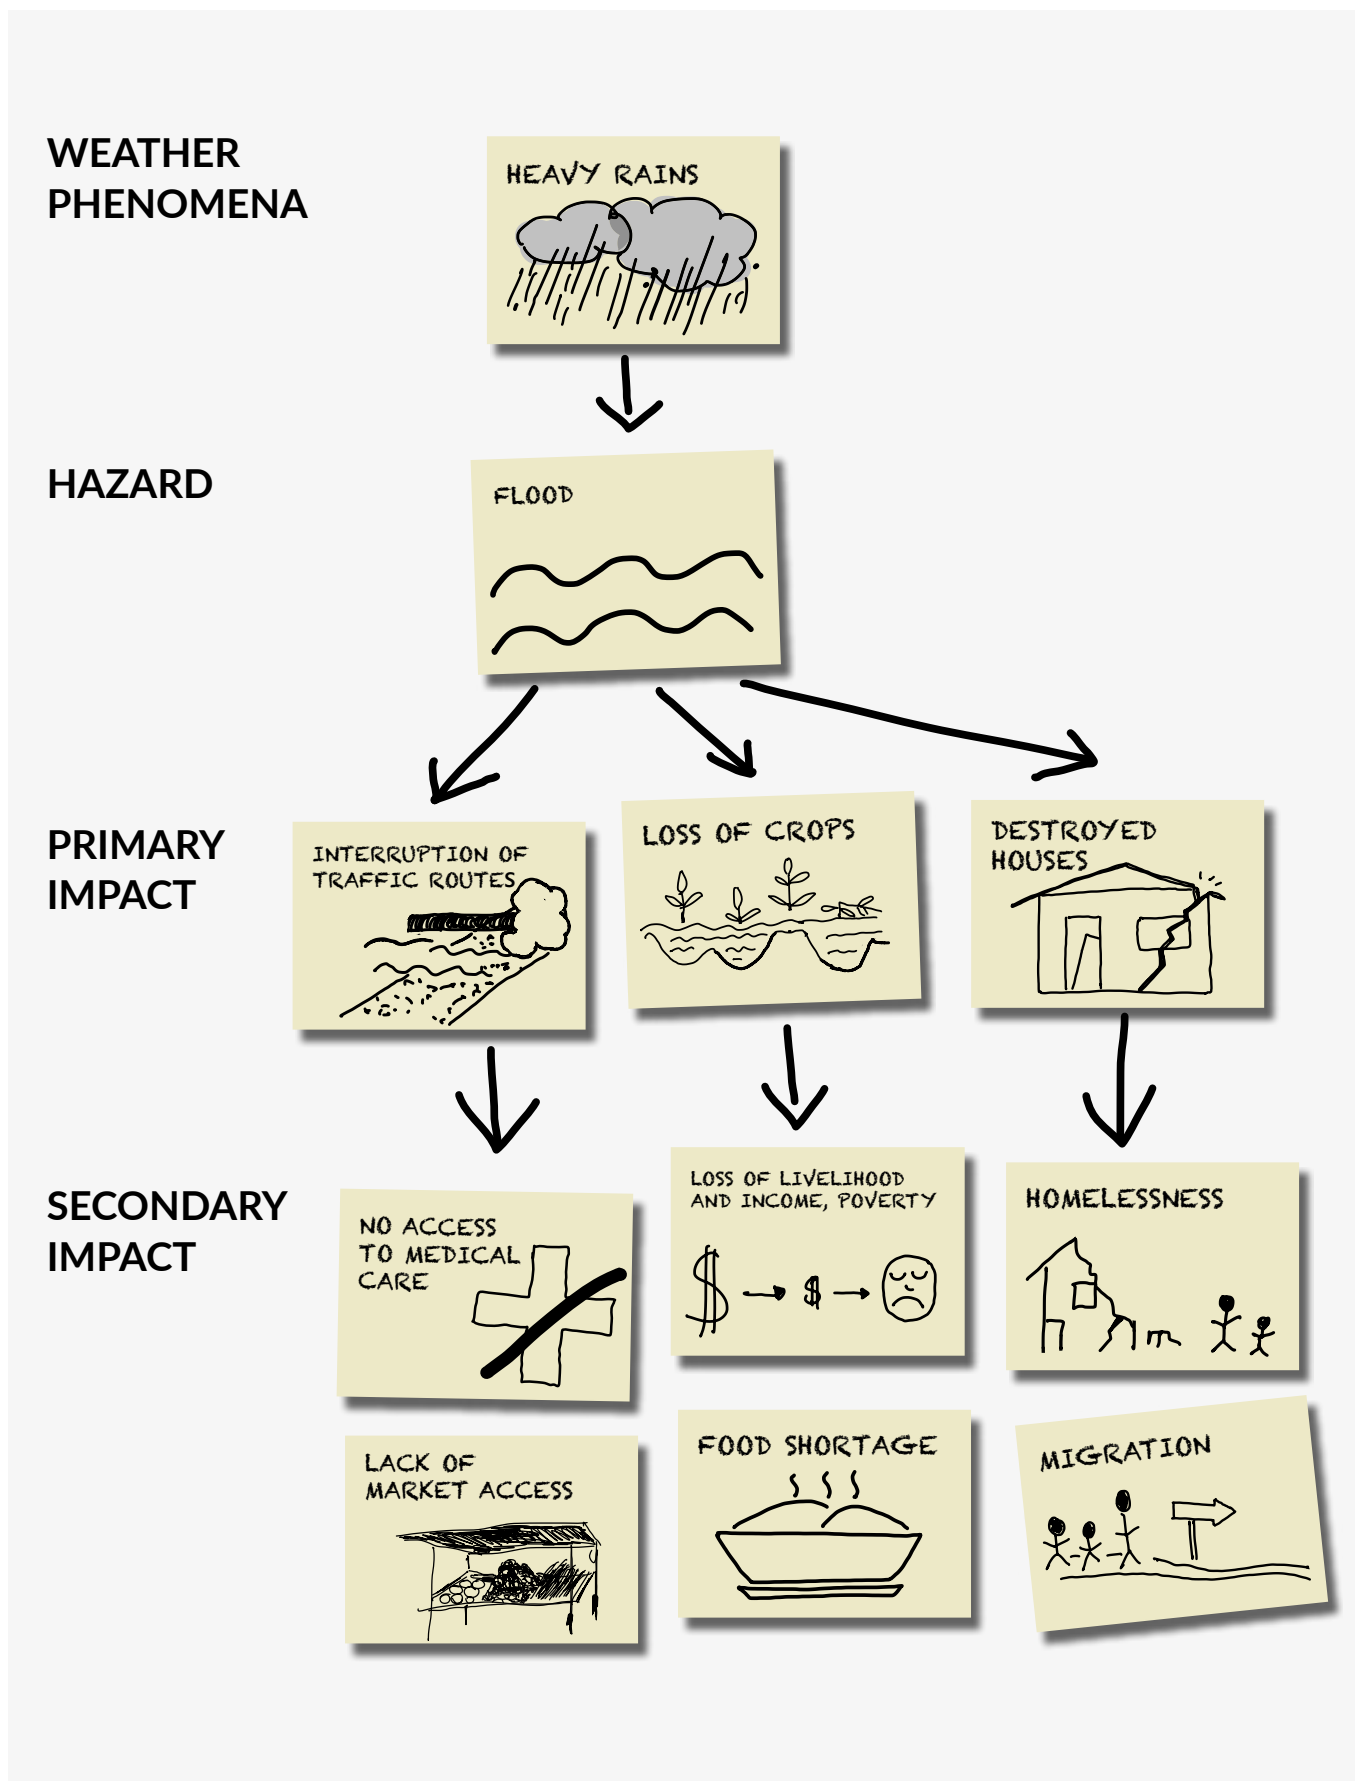 WEATHER
PHENOMENA
HEAVY RAINS
HAZARD
FLOOD
PRIMARY
IMPACT
INTERRUPTION OF
TRAFFIC ROUTES
LOSS OF CROPS
DESTROYED
HOUSES
SECONDARY
IMPACT
NO ACCESS
TO MEDICAL
CARE
LOSS OF LIVELIHOOD
AND INCOME, POVERTY
$ $
HOMELESSNESS
LACK OF
MARKET ACCESS
FOOD SHORTAGE
MIGRATION